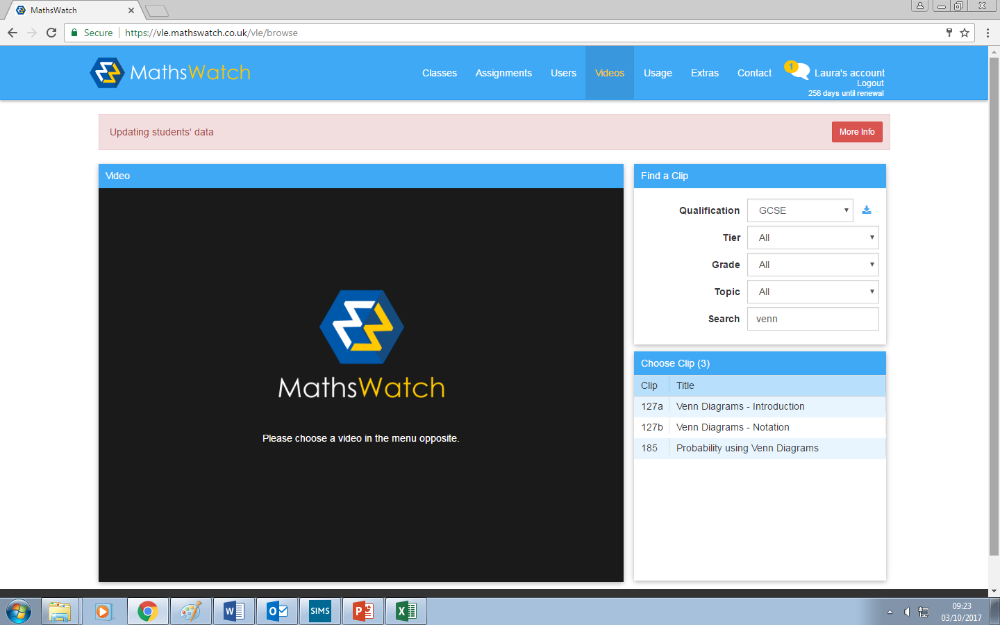 MathsWatch
Secure https://vle.mathswatch.co.uk/vle/browse
MathsWatch
Classes Assignments Users Videos Usage Extras Contact 1 Laura's account
Logout
256 days until renewal
Updating students' data More Info
Video
MathsWatch
Please choose a video in the menu opposite.
Find a Clip
Qualification GCSE
Tier All
Grade All
Topic All
Search venn
Choose Clip (3)
Clip Title
127a Venn Diagrams - Introduction
127b Venn Diagrams - Notation
185 Probability using Venn Diagrams
SIMS
09:23
03/10/2017